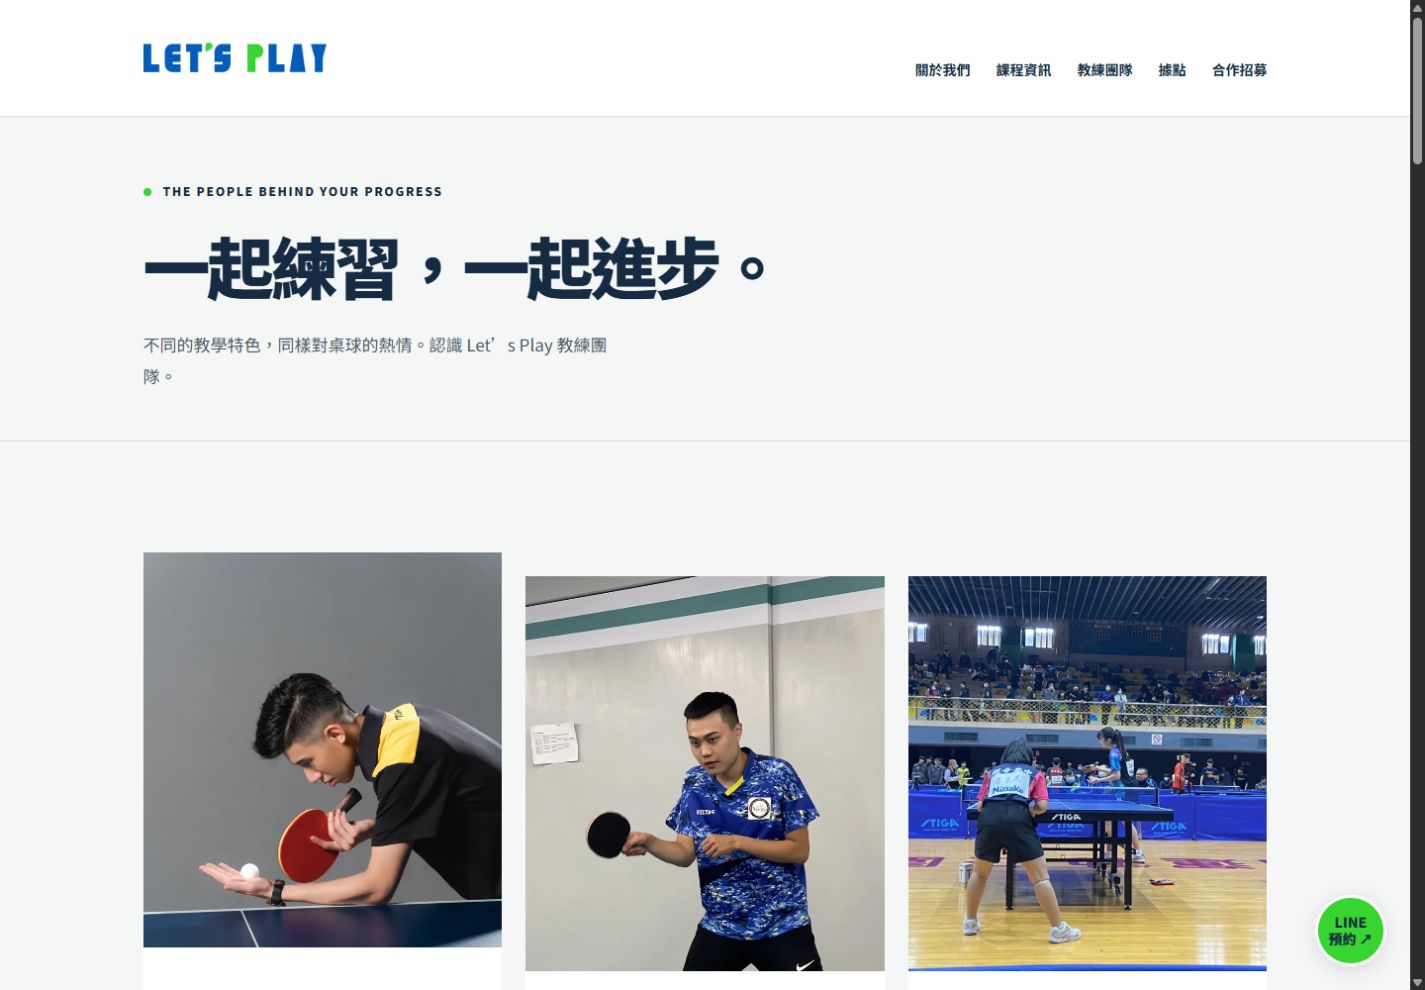 LET'S PLAY
關於我們 課程資訊 教練團隊 據點 合作招募
THE PEOPLE BEHIND YOUR PROGRESS
一起練習，一起進步。
不同的教學特色，同樣對桌球的熱情。認識 Let’s Play 教練團
隊。
VICTAS
Nittaku
STIGA
STIGA
STIGA
STIGA
LINE
預約 ↗